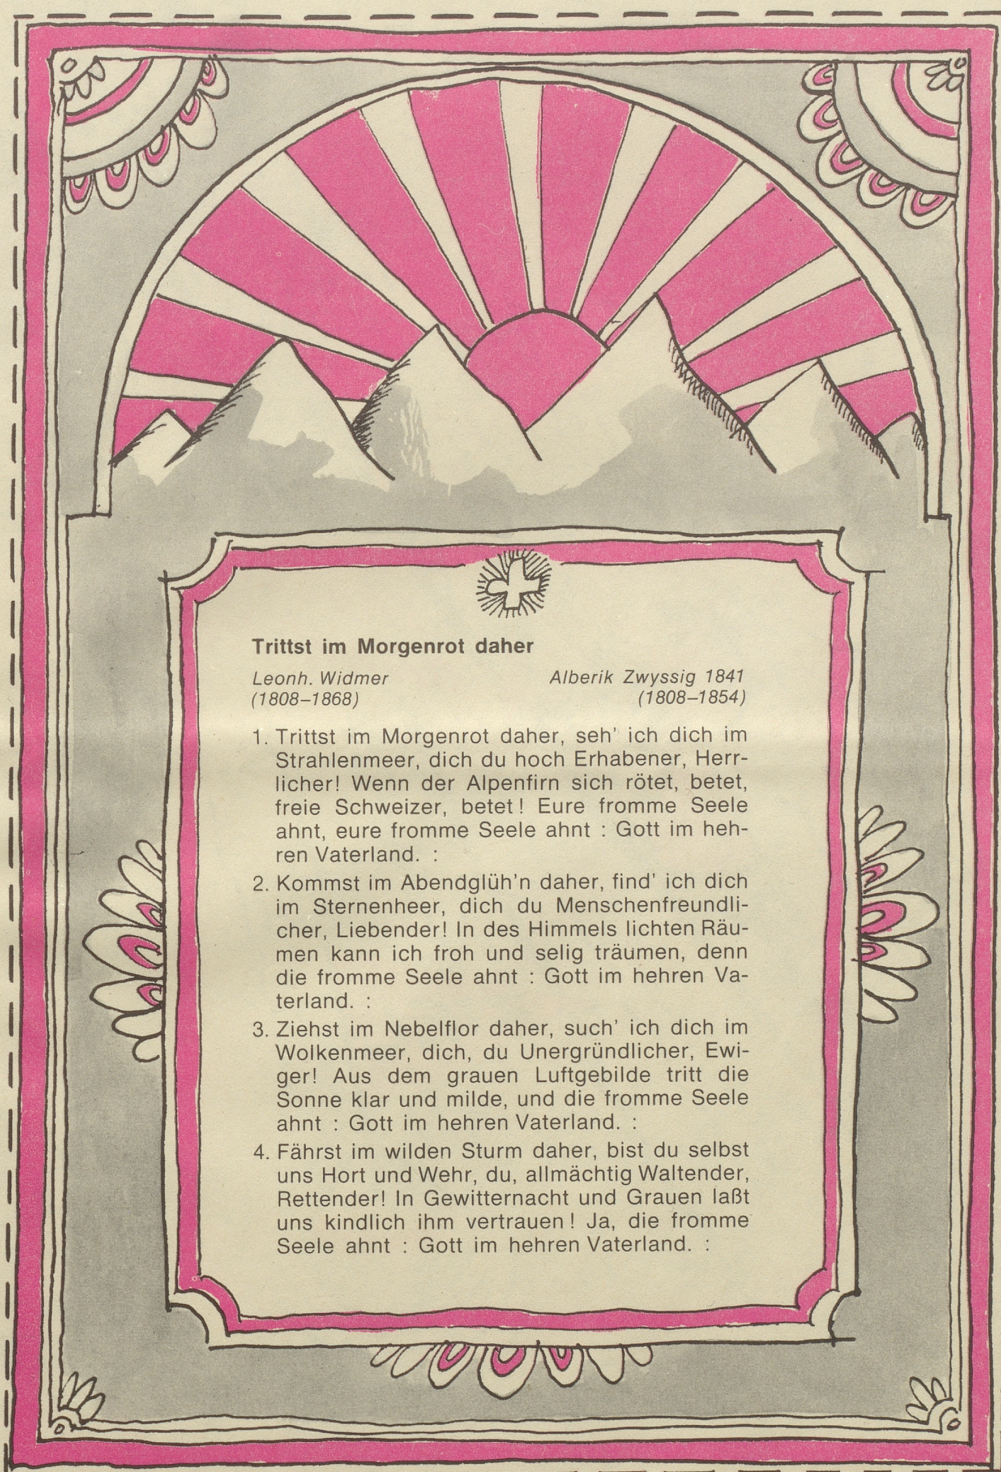 Trittst im Morgenrot daher
Leonh. Widmer Alberik Zwyssig 1841
(1808–1868) (1808–1854)
1. Trittst im Morgenrot daher, seh' ich dich im
Strahlenmeer, dich du hoch Erhabener, Herr-
licher! Wenn der Alpenfirn sich rötet, betet,
freie Schweizer, betet! Eure fromme Seele
ahnt, eure fromme Seele ahnt : Gott im heh-
ren Vaterland. :
2. Kommst im Abendglüh'n daher, find' ich dich
im Sternenheer, dich du Menschenfreundli-
cher, Liebender! In des Himmels lichten Räu-
men kann ich froh und selig träumen, denn
die fromme Seele ahnt : Gott im hehren Va-
terland. :
3. Ziehst im Nebelflor daher, such' ich dich im
Wolkenmeer, dich, du Unergründlicher, Ewi-
ger! Aus dem grauen Luftgebilde tritt die
Sonne klar und milde, und die fromme Seele
ahnt : Gott im hehren Vaterland. :
4. Fährst im wilden Sturm daher, bist du selbst
uns Hort und Wehr, du, allmächtig Waltender,
Rettender! In Gewitternacht und Grauen laßt
uns kindlich ihm vertrauen! Ja, die fromme
Seele ahnt : Gott im hehren Vaterland. :